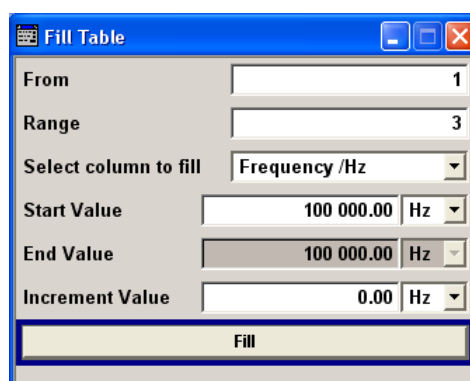 Fill Table
From 1
Range 3
Select column to fill Frequency /Hz
Start Value 100 000.00 Hz
End Value 100 000.00 Hz
Increment Value 0.00 Hz
Fill